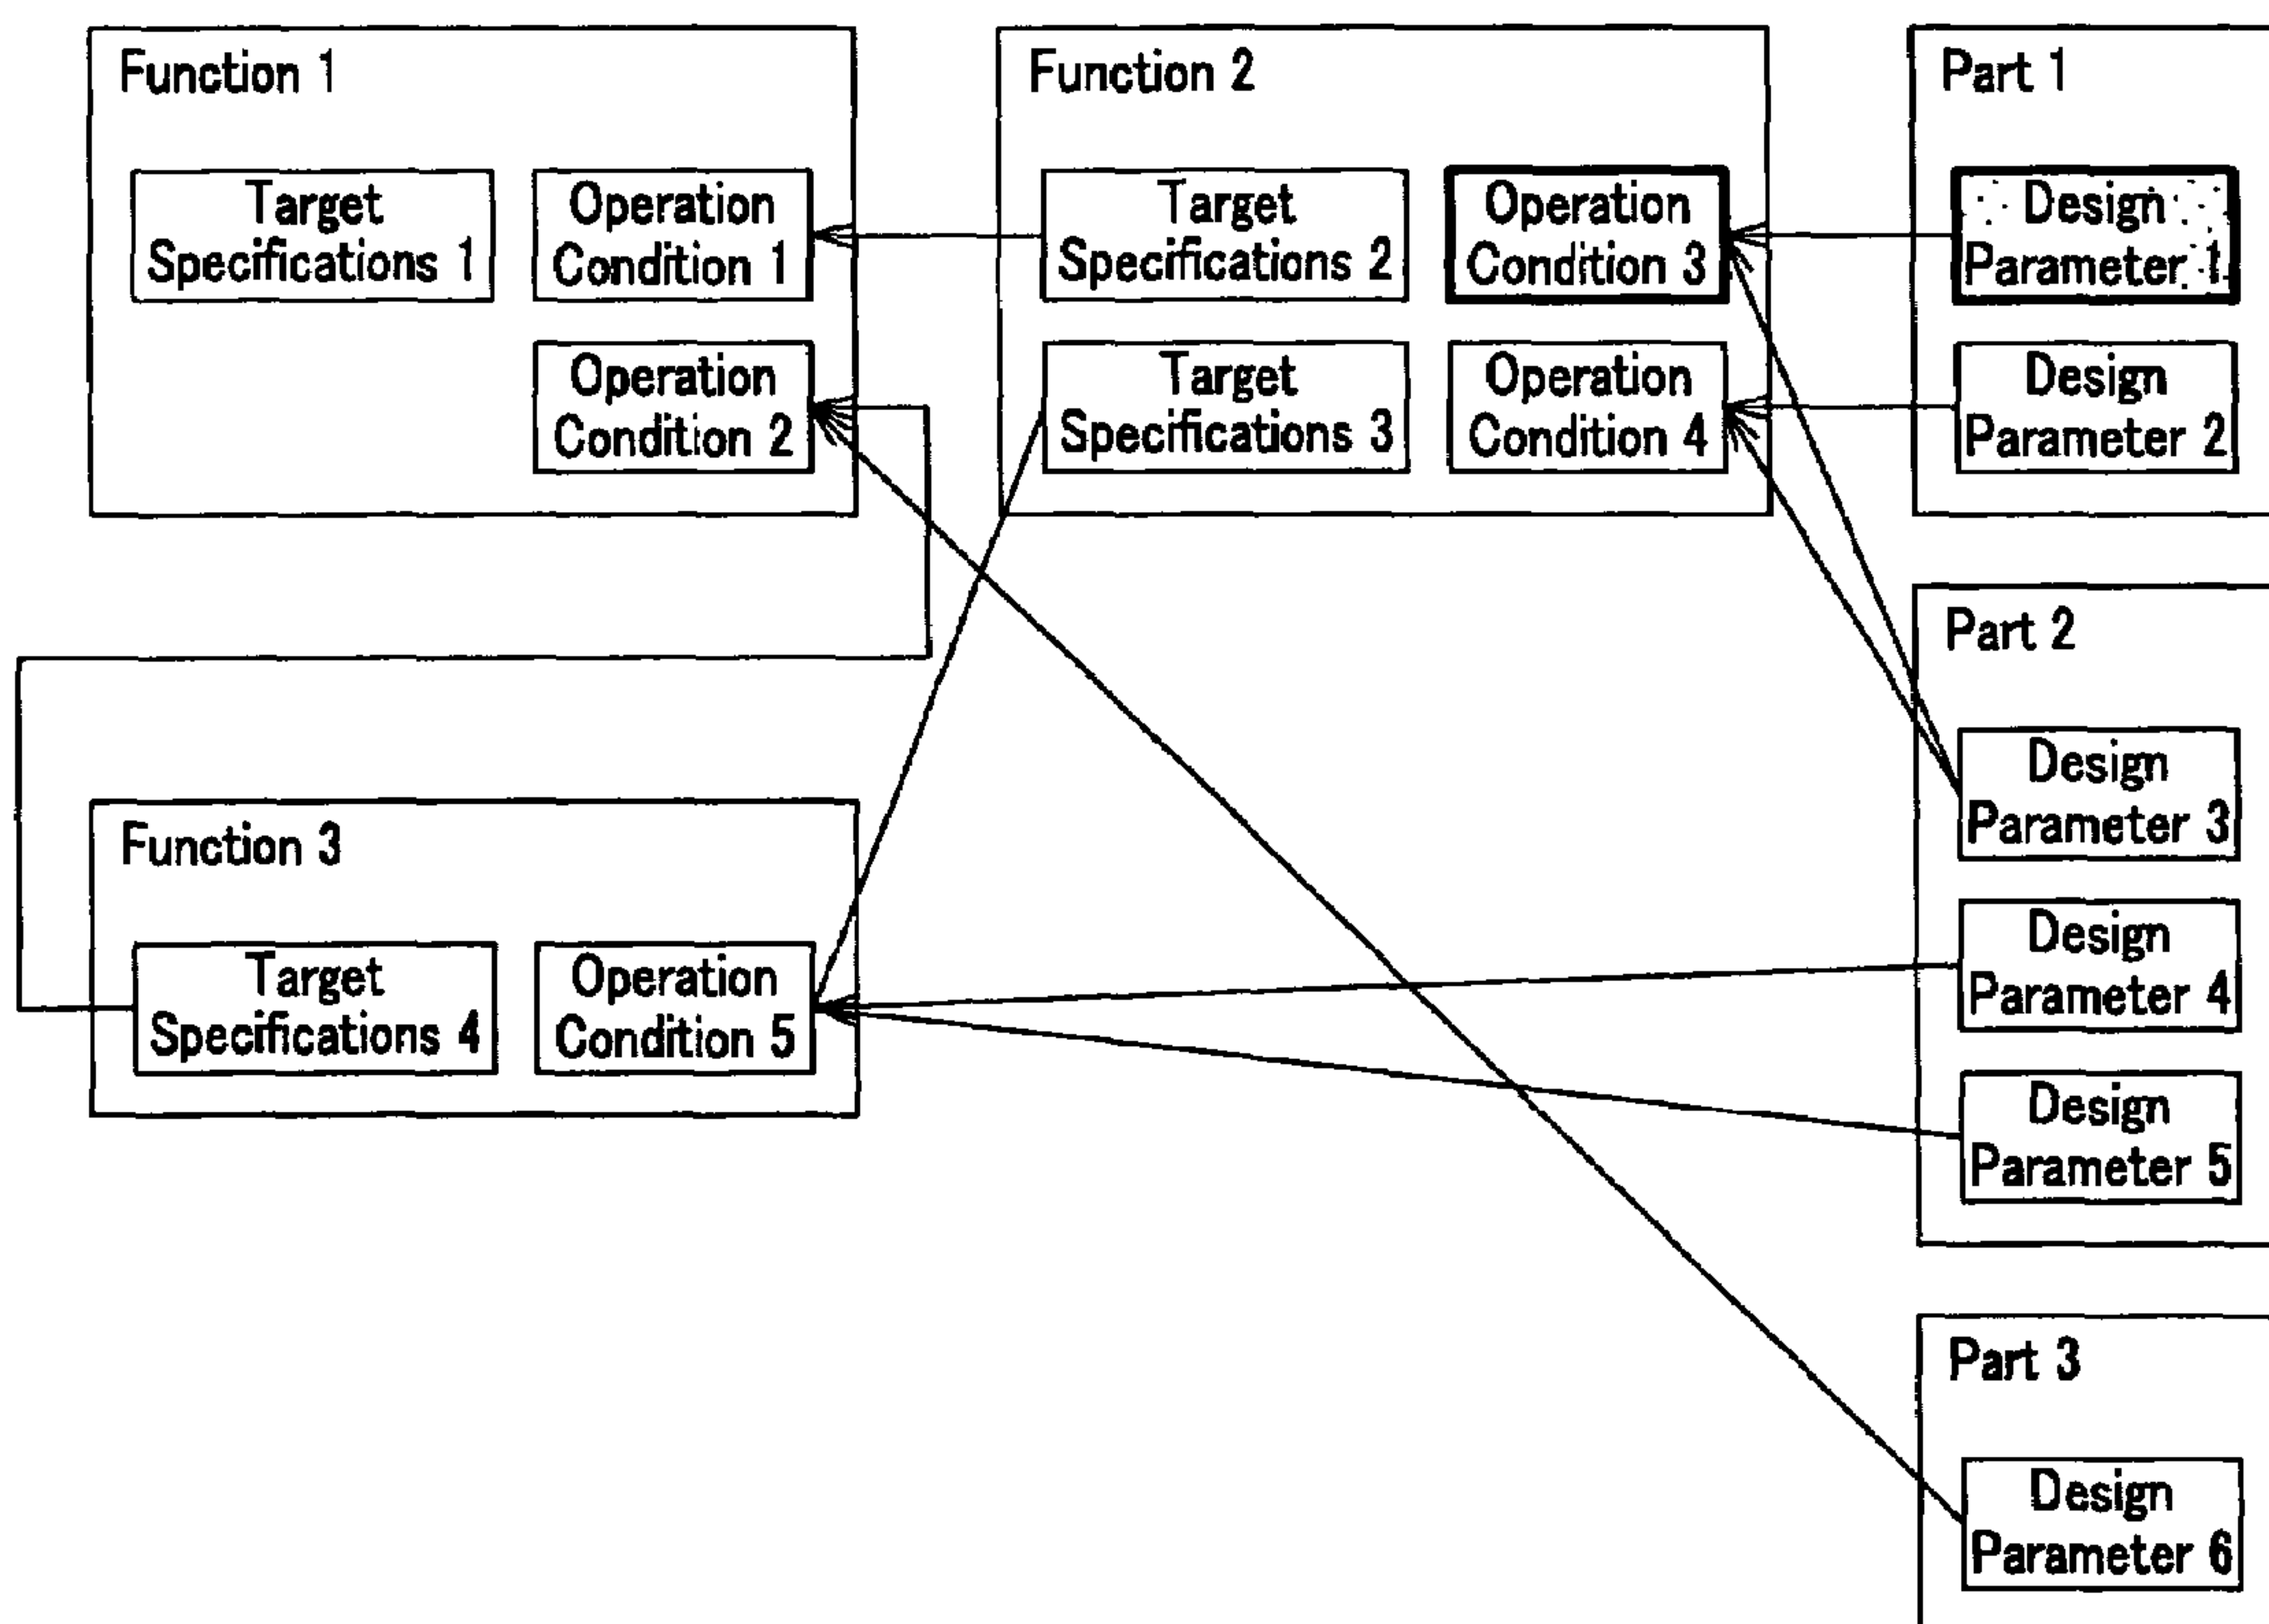 Function 1
Target
Specifications 1
Operation
Condition 1
Operation
Condition 2
Function 2
Target
Specifications 2
Operation
Condition 3
Target
Specifications 3
Operation
Condition 4
Part 1
Design
Parameter 1
Design
Parameter 2
Part 2
Design
Parameter 3
Design
Parameter 4
Design
Parameter 5
Function 3
Target
Specifications 4
Operation
Condition 5
Part 3
Design
Parameter 6